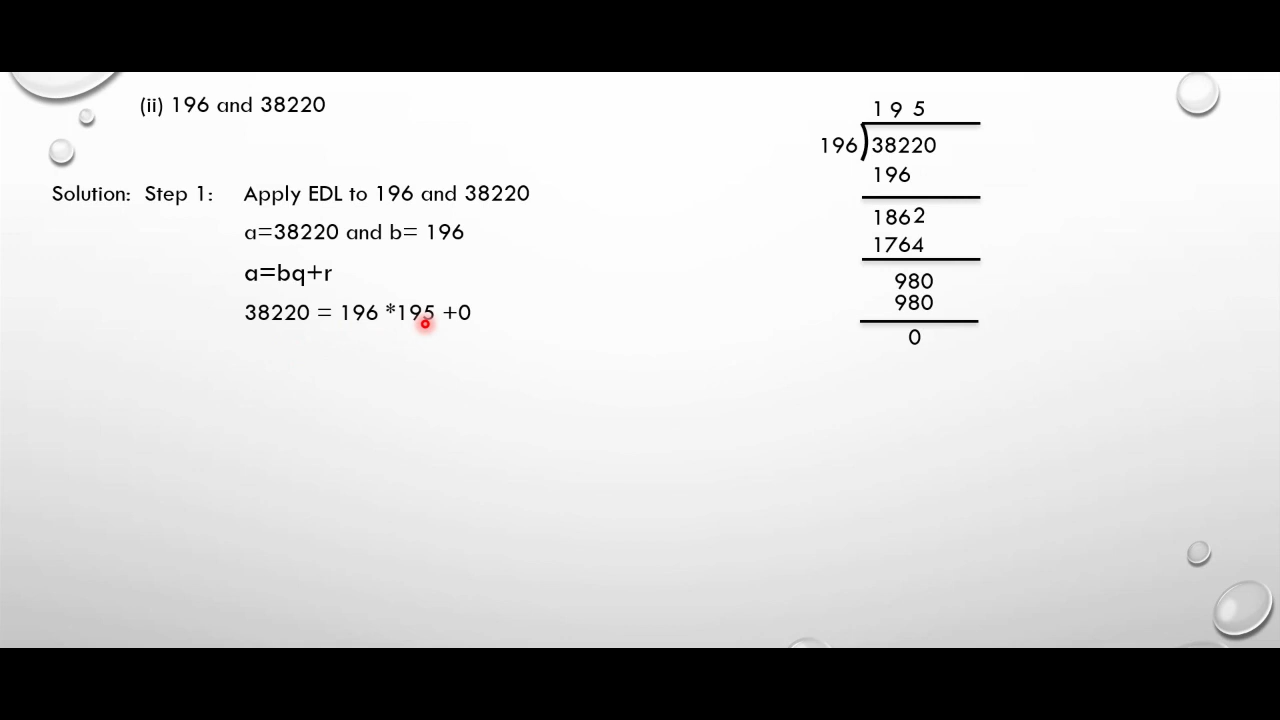 (ii) 196 and 38220
Solution: Step 1: Apply EDL to 196 and 38220
a=38220 and b= 196
a=bq+r
38220 = 196 *195 +0
1 9 5
196)38220
196
1862
1764
980
980
0